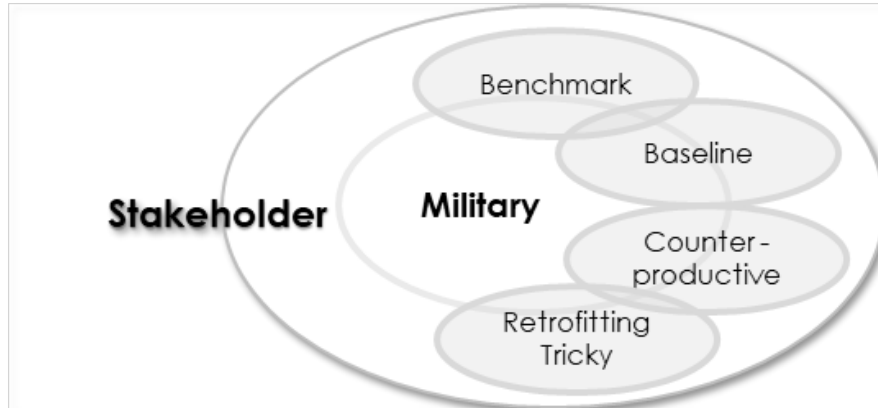 Benchmark
Baseline
Stakeholder
Military
Counter-
productive
Retrofitting
Tricky